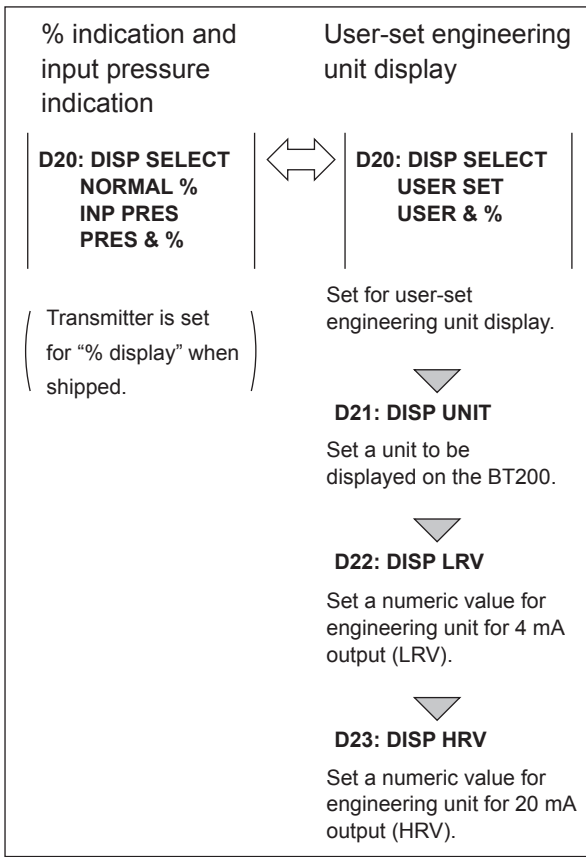 % indication and
input pressure
indication
D20: DISP SELECT
NORMAL %
INP PRES
PRES & %
Transmitter is set
for “% display” when
shipped.
User-set engineering
unit display
D20: DISP SELECT
USER SET
USER & %
Set for user-set
engineering unit display.
D21: DISP UNIT
Set a unit to be
displayed on the BT200.
D22: DISP LRV
Set a numeric value for
engineering unit for 4 mA
output (LRV).
D23: DISP HRV
Set a numeric value for
engineering unit for 20 mA
output (HRV).